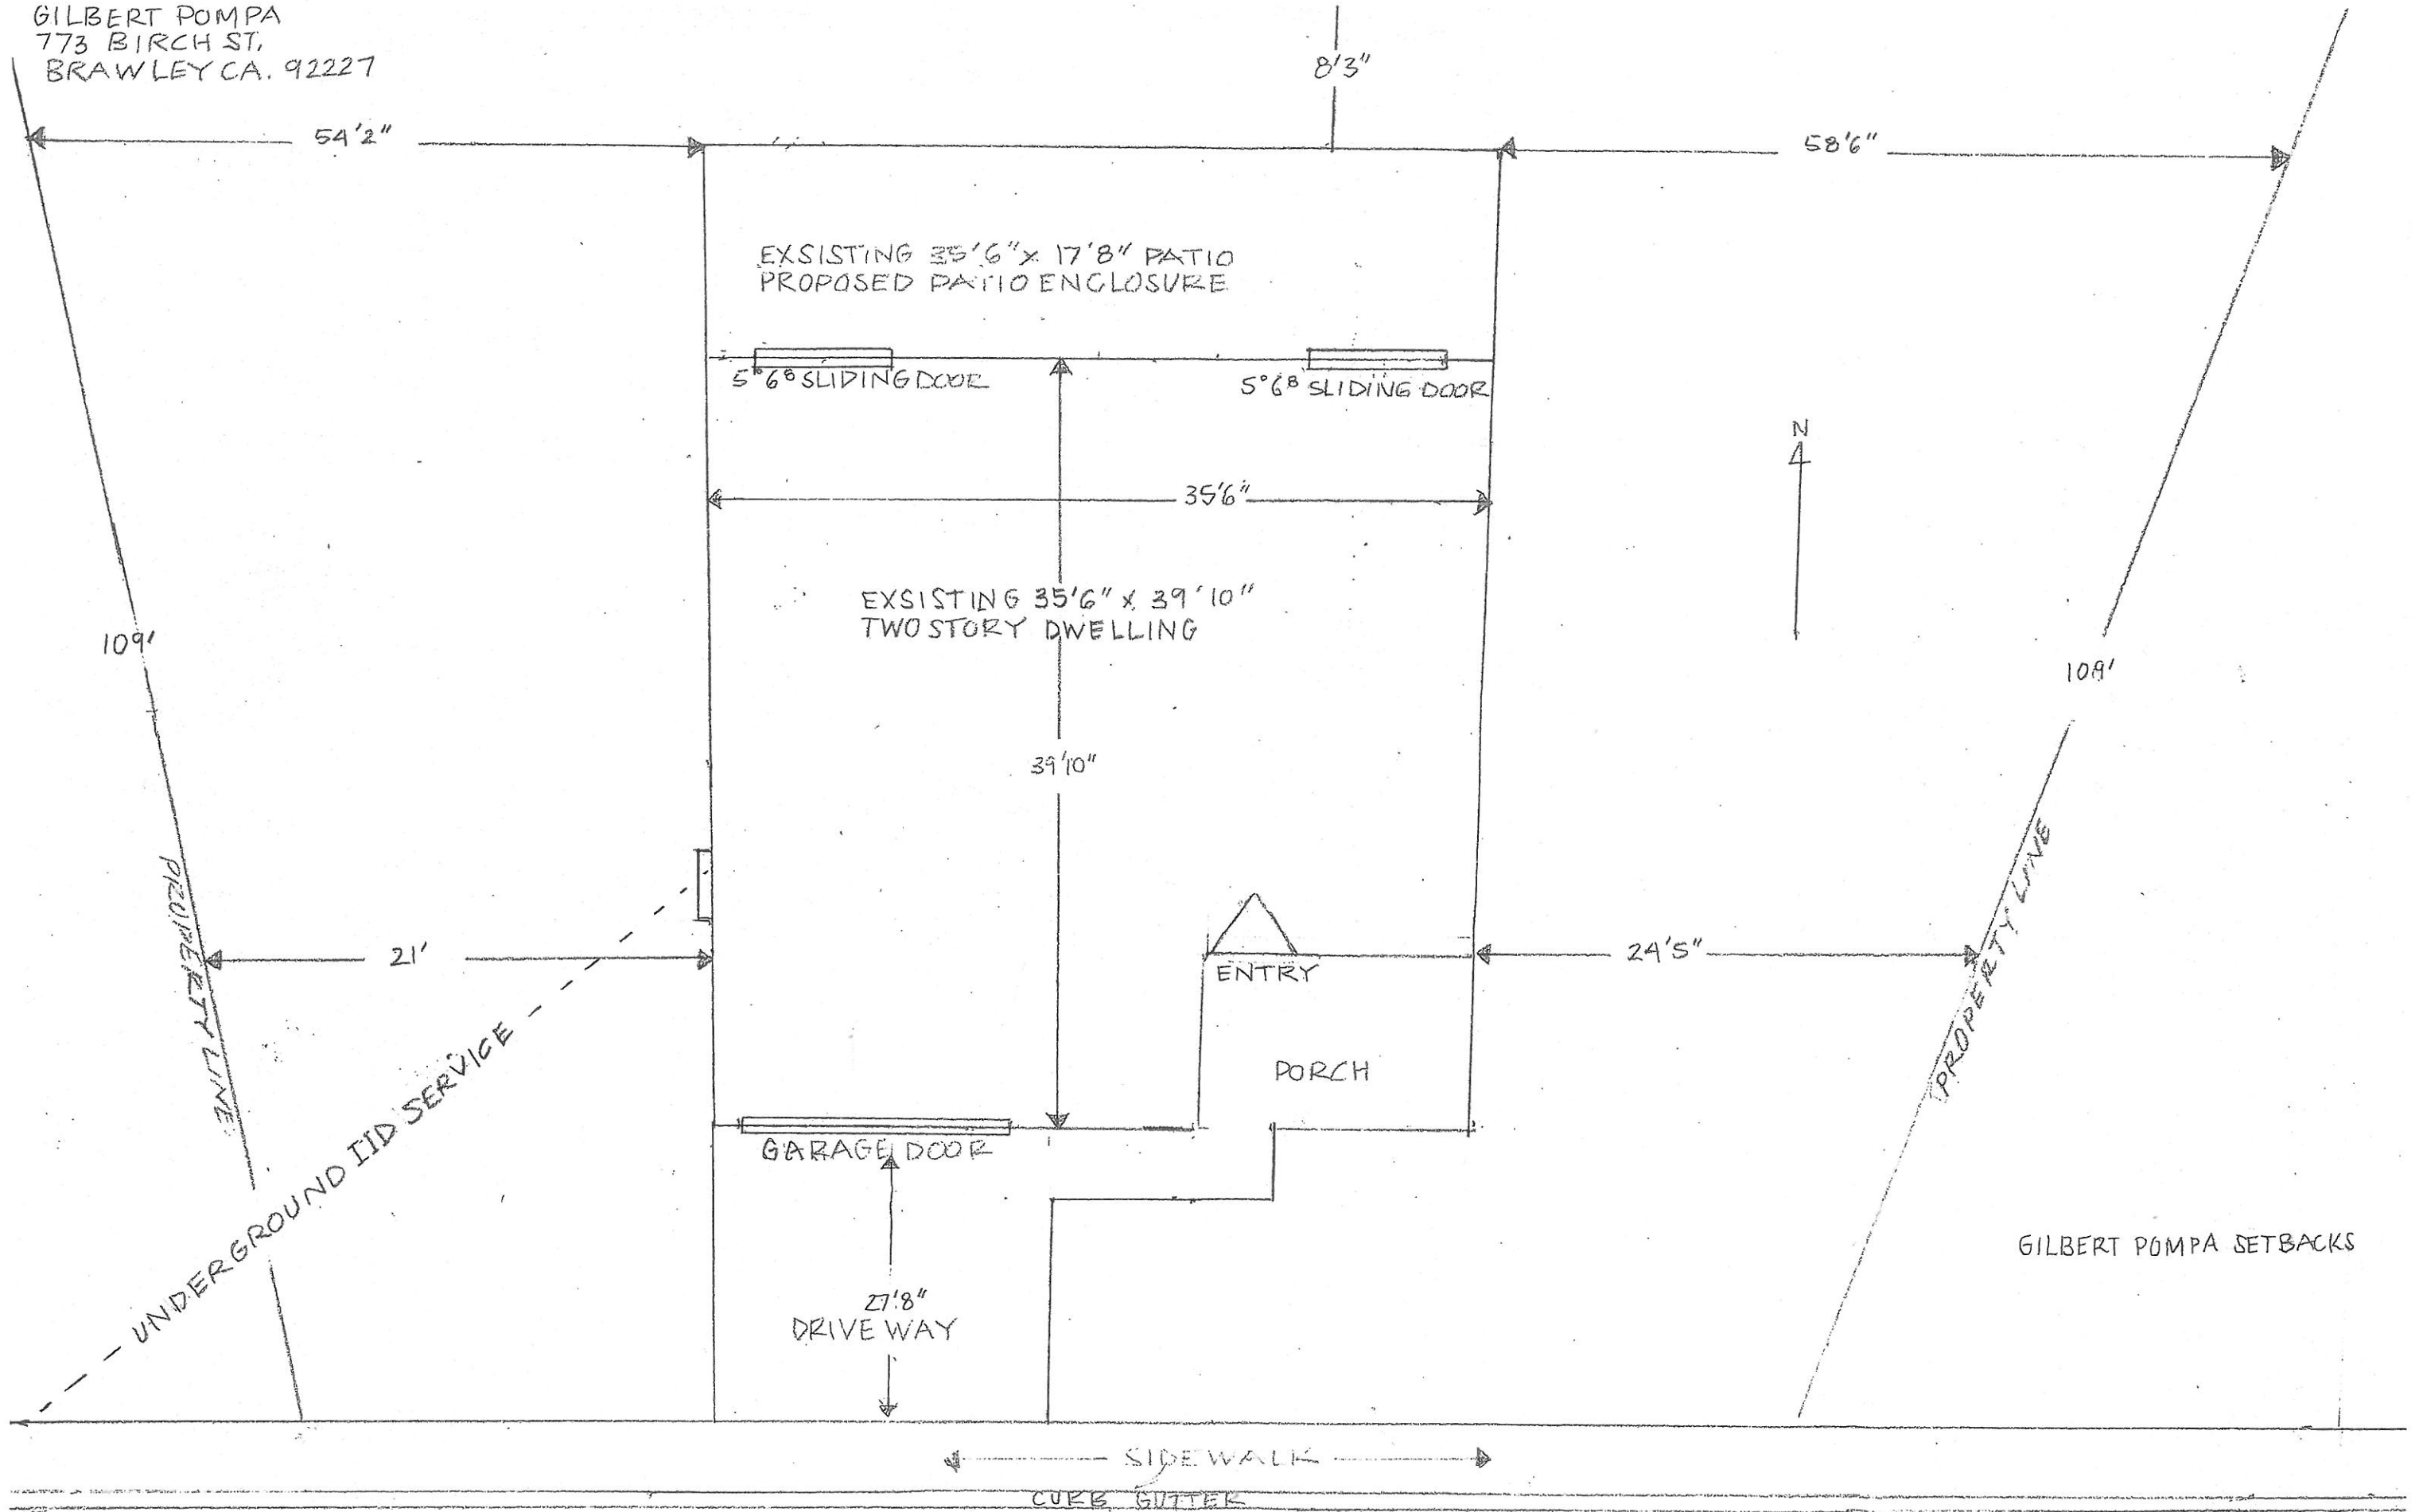 GILBERT POMPA
773 BIRCH ST.
BRAWLEY CA. 92227
8'3"
54'2"
58'6"
EXSISTING 35'6" x 17'8" PATIO
PROPOSED PATIO ENCLOSURE
5°6⁸ SLIDING DOOR
5°6⁸ SLIDING DOOR
N
35'6"
EXSISTING 35'6" x 39'10"
TWO STORY DWELLING
109'
109'
39'10"
PROPERTY LINE
PROPERTY LINE
21'
24'5"
ENTRY
UNDERGROUND IID SERVICE
PORCH
GARAGE DOOR
GILBERT POMPA SETBACKS
27'8"
DRIVE WAY
SIDEWALK
CURB GUTTER